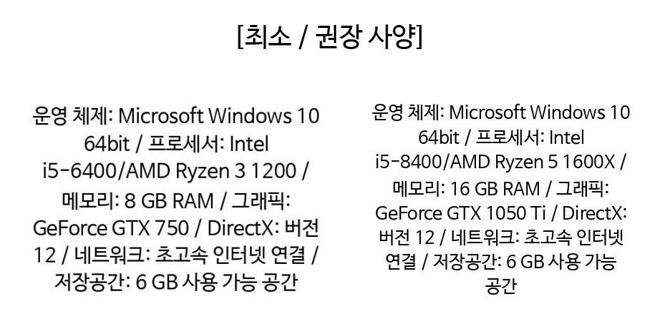 [최소 / 권장 사양]
운영 체제: Microsoft Windows 10
64bit / 프로세서: Intel
i5-6400/AMD Ryzen 3 1200 /
메모리: 8 GB RAM / 그래픽:
GeForce GTX 750 / DirectX: 버전
12 / 네트워크: 초고속 인터넷 연결 /
저장공간: 6 GB 사용 가능 공간
운영 체제: Microsoft Windows 10
64bit / 프로세서: Intel
i5-8400/AMD Ryzen 5 1600X /
메모리: 16 GB RAM / 그래픽:
GeForce GTX 1050 Ti / DirectX:
버전 12 / 네트워크: 초고속 인터넷
연결 / 저장공간: 6 GB 사용 가능
공간